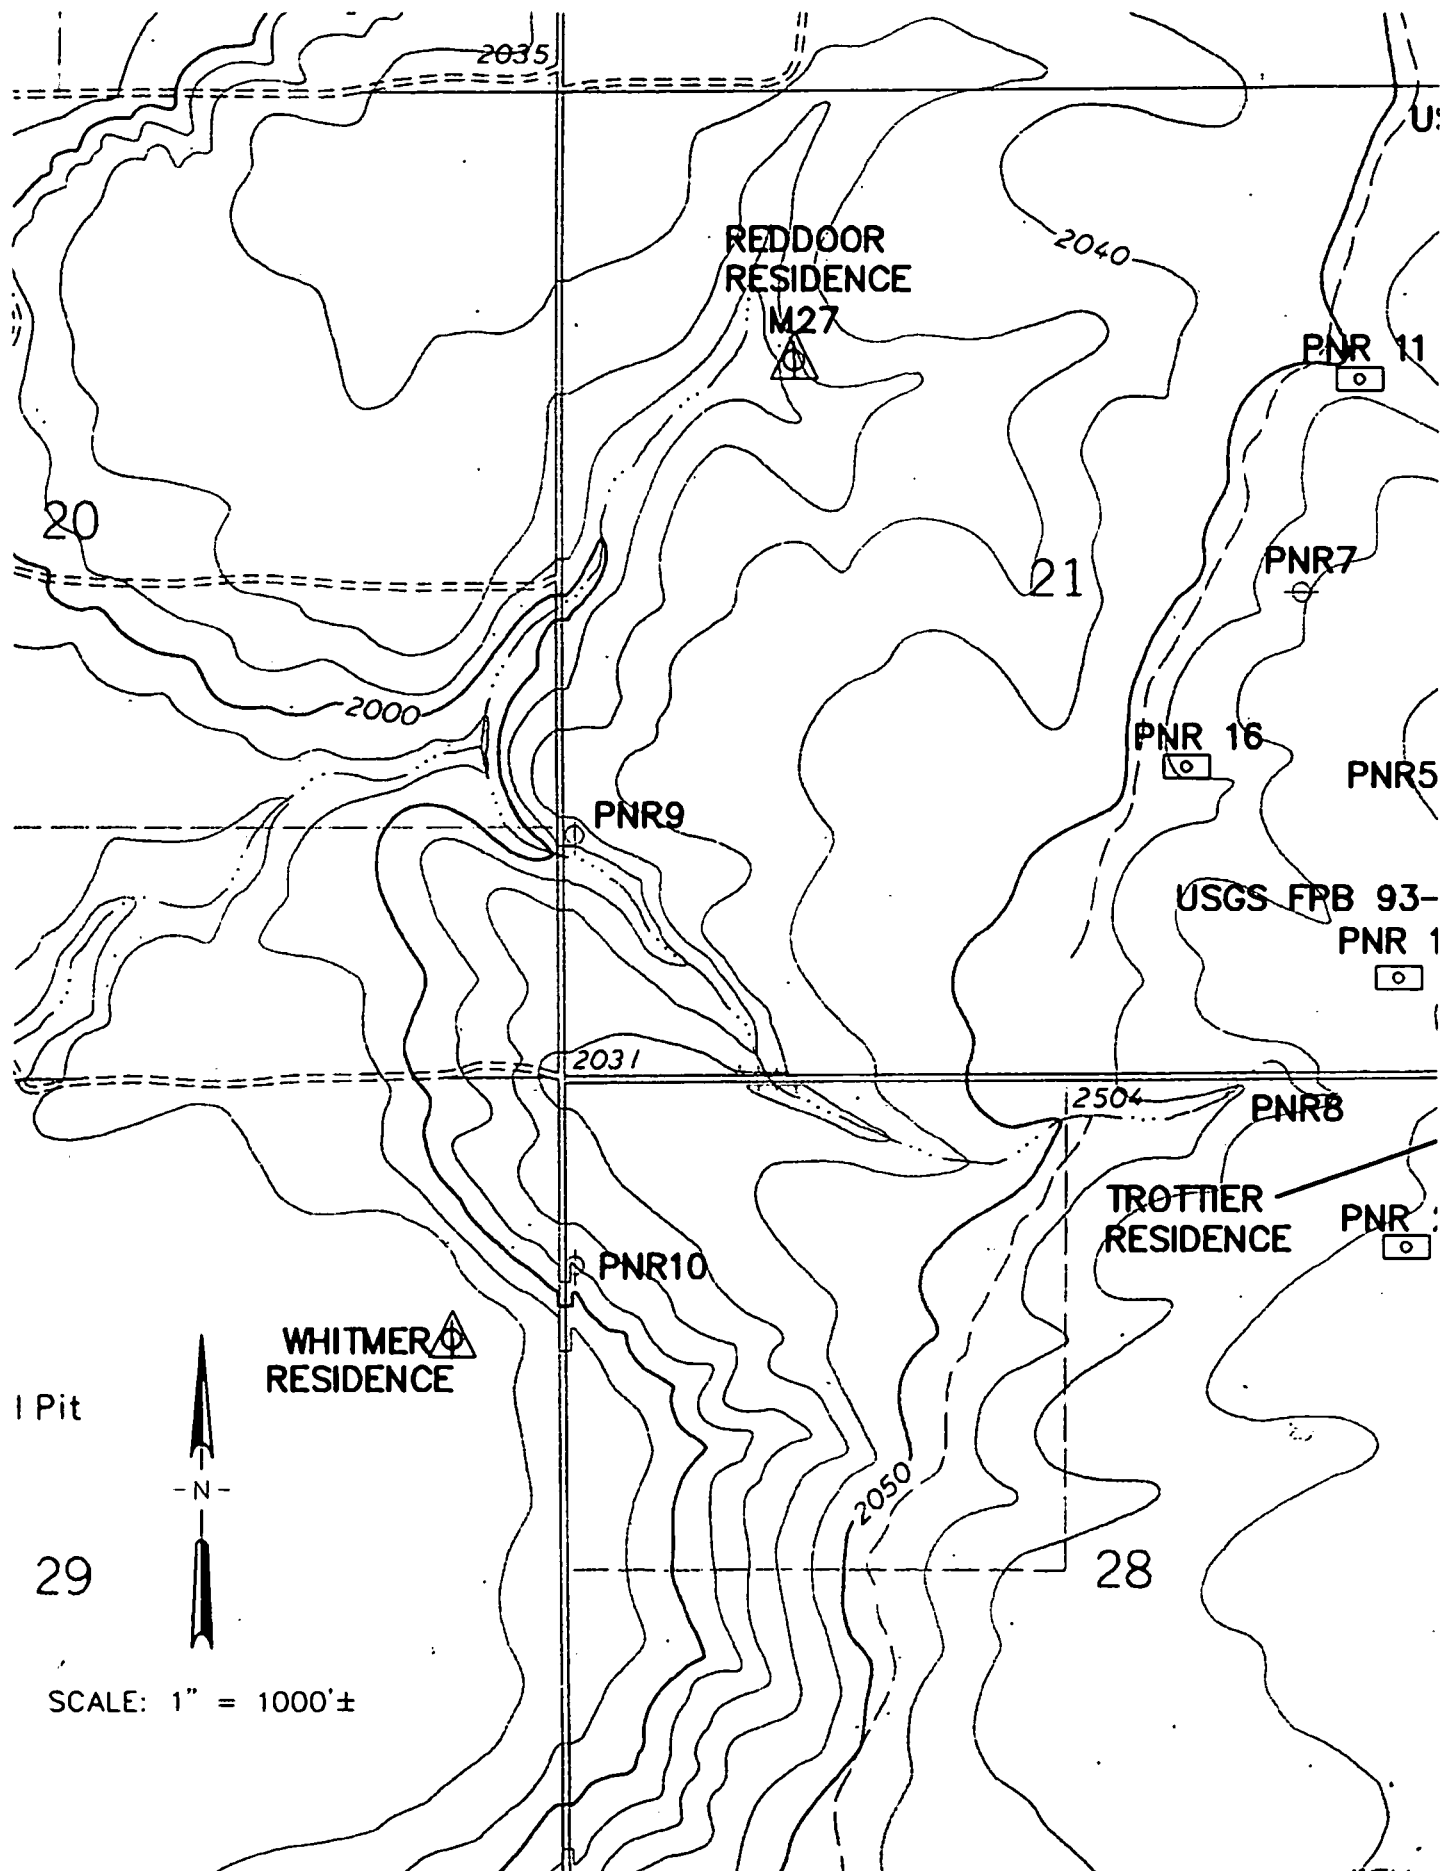 2035
U
REDDOOR
RESIDENCE
M27
2040
PNR 11
20
21
PNR7
2000
PNR 16
PNR5
PNR9
USGS FPB 93-
PNR 1
2031
2504
PNR8
TROTTIER
RESIDENCE
PNR
PNR10
WHITMER
RESIDENCE
I Pit
-N-
2050
29
28
SCALE: 1" = 1000'±